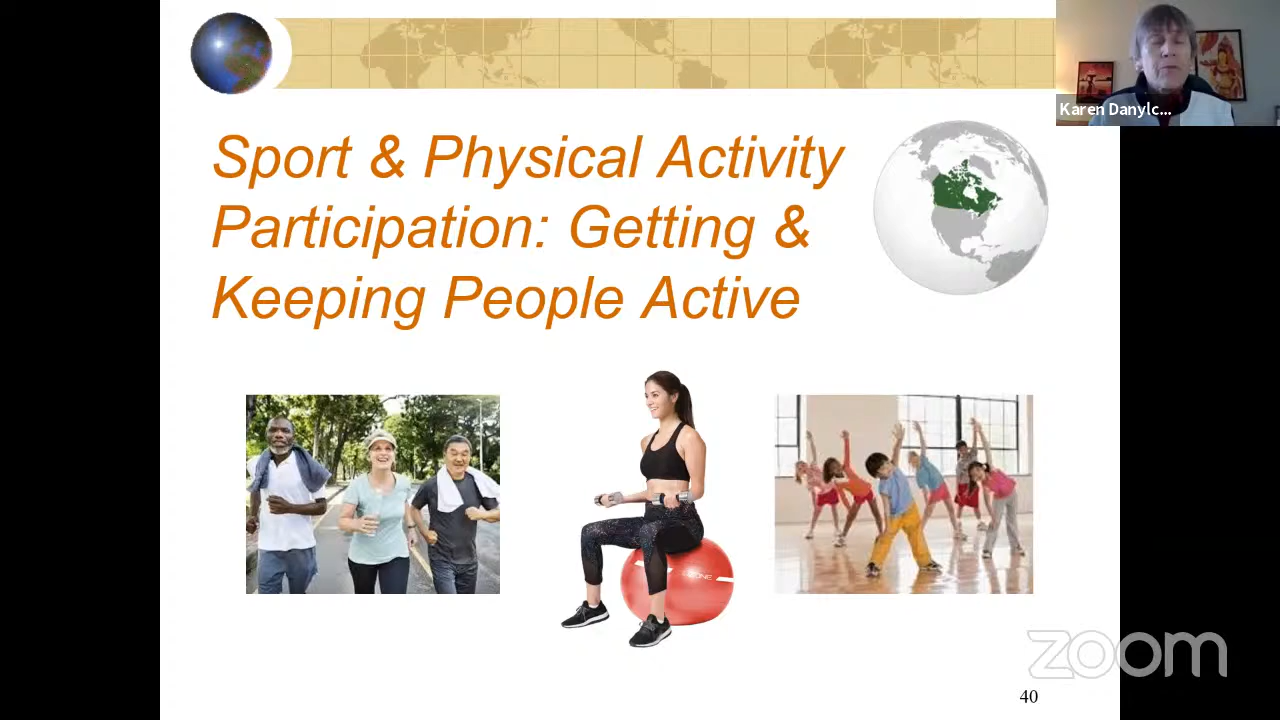 Karen Danylc...
Sport & Physical Activity
Participation: Getting &
Keeping People Active
zoom
40